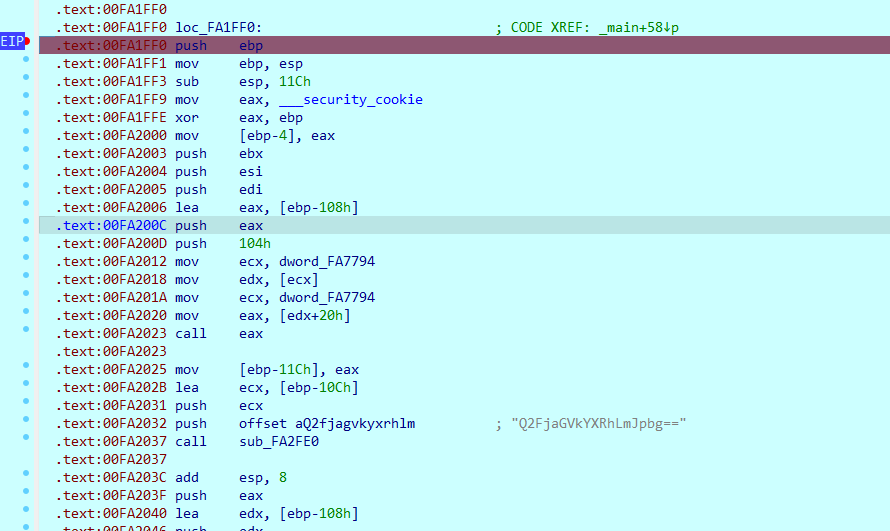 .text:00FA1FF0
.text:00FA1FF0 loc_FA1FF0: ; CODE XREF: _main+58↓p
EIP .text:00FA1FF0 push ebp
.text:00FA1FF1 mov ebp, esp
.text:00FA1FF3 sub esp, 11Ch
.text:00FA1FF9 mov eax, ___security_cookie
.text:00FA1FFE xor eax, ebp
.text:00FA2000 mov [ebp-4], eax
.text:00FA2003 push ebx
.text:00FA2004 push esi
.text:00FA2005 push edi
.text:00FA2006 lea eax, [ebp-108h]
.text:00FA200C push eax
.text:00FA200D push 104h
.text:00FA2012 mov ecx, dword_FA7794
.text:00FA2018 mov edx, [ecx]
.text:00FA201A mov ecx, dword_FA7794
.text:00FA2020 mov eax, [edx+20h]
.text:00FA2023 call eax
.text:00FA2023
.text:00FA2025 mov [ebp-11Ch], eax
.text:00FA202B lea ecx, [ebp-10Ch]
.text:00FA2031 push ecx
.text:00FA2032 push offset aQ2fjagvkyxrhlm ; "Q2FjaGVkYXRhLmJpbg=="
.text:00FA2037 call sub_FA2FE0
.text:00FA2037
.text:00FA203C add esp, 8
.text:00FA203F push eax
.text:00FA2040 lea edx, [ebp-108h]
.text:00FA2046 push edx